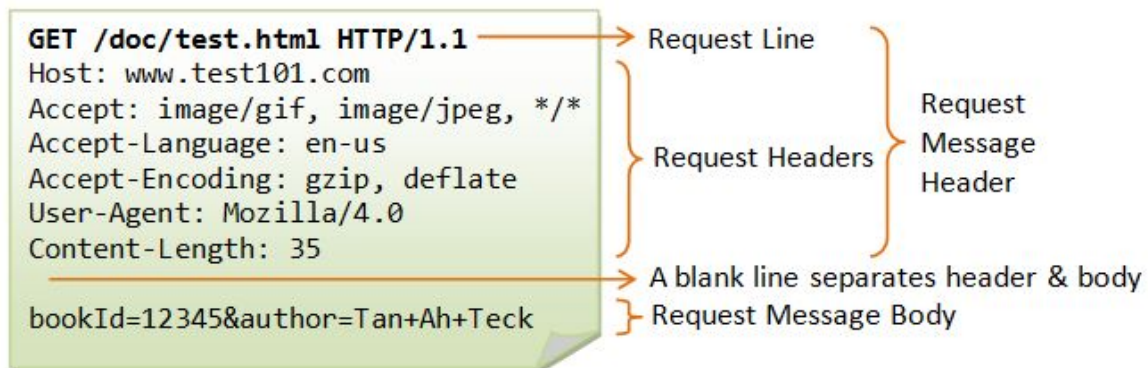 GET /doc/test.html HTTP/1.1
Host: www.test101.com
Accept: image/gif, image/jpeg, */*
Accept-Language: en-us
Accept-Encoding: gzip, deflate
User-Agent: Mozilla/4.0
Content-Length: 35
bookId=12345&author=Tan+Ah+Teck
Request Line
Request Headers
Request
Message
Header
A blank line separates header & body
Request Message Body